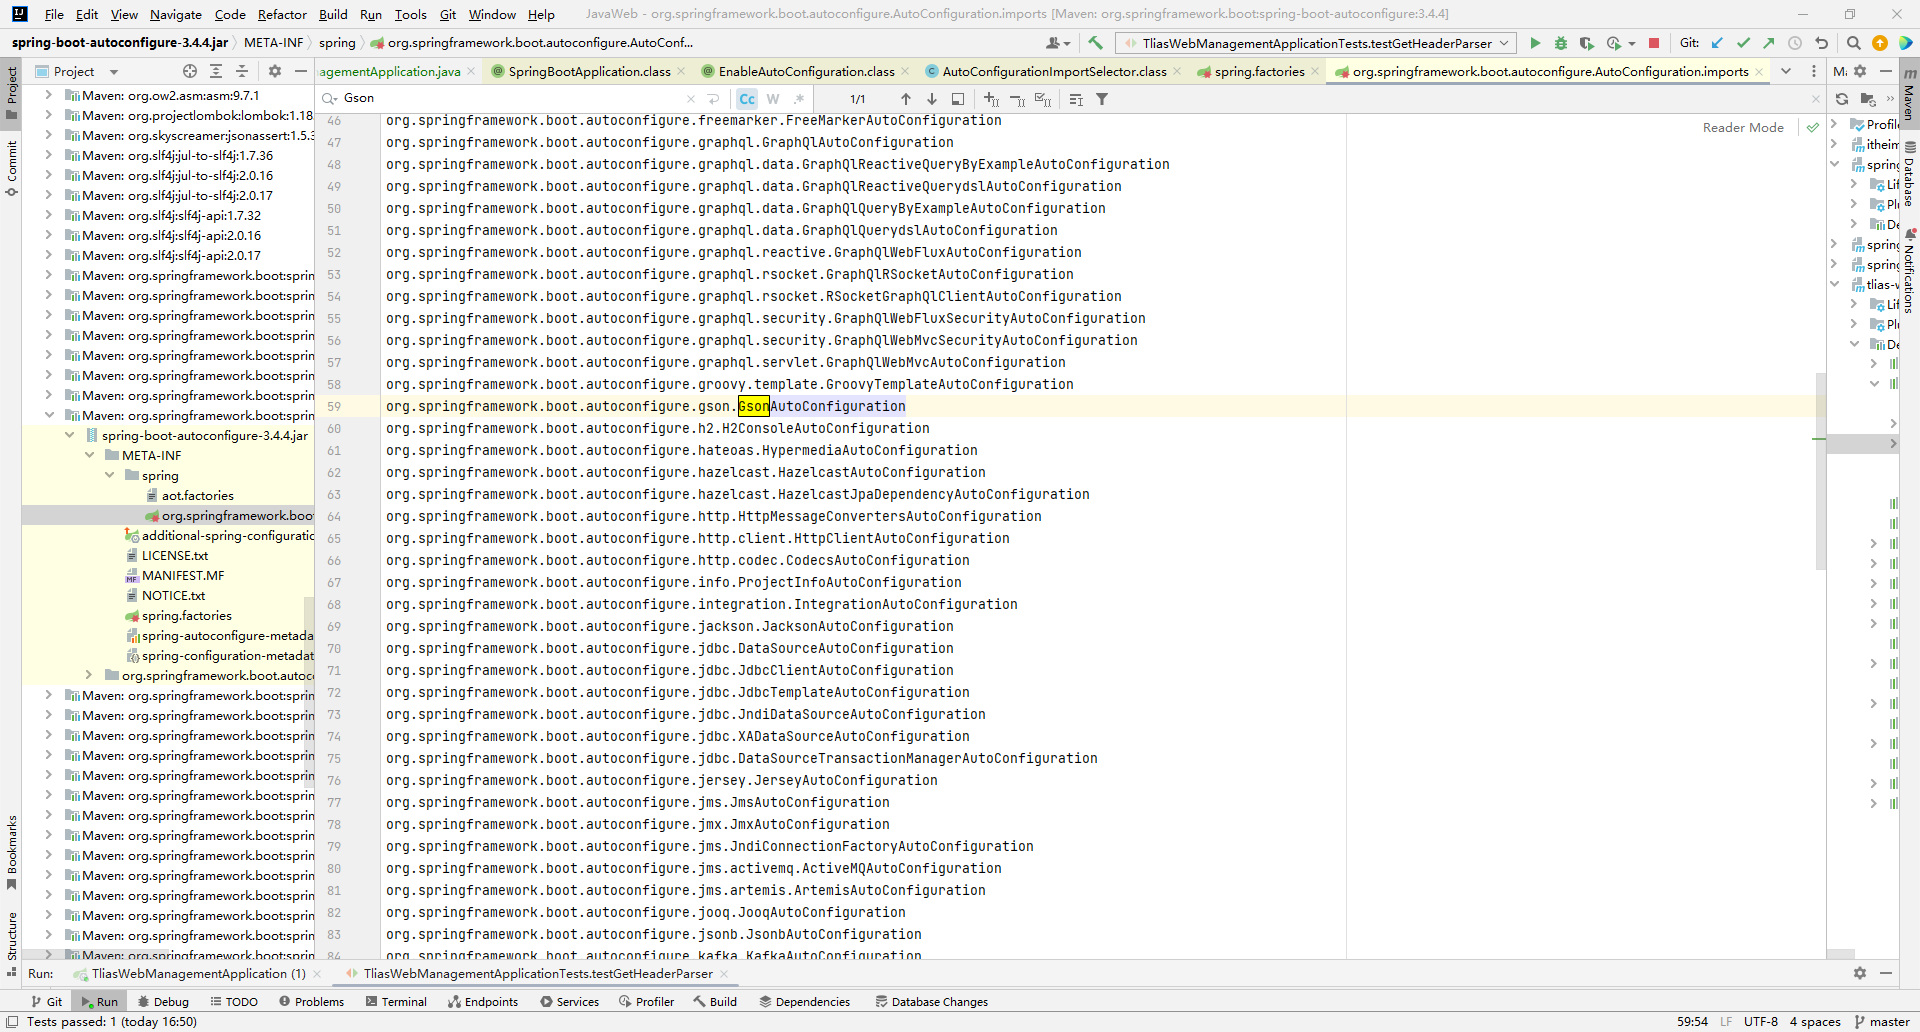 File Edit View Navigate Code Refactor Build Run Tools Git Window Help JavaWeb - org.springframework.boot.autoconfigure.AutoConfiguration.imports [Maven: org.springframework.boot:spring-boot-autoconfigure:3.4.4]
spring-boot-autoconfigure-3.4.4.jar META-INF spring org.springframework.boot.autoconfigure.AutoConf... TliasWebManagementApplicationTests.testGetHeaderParser Git:
Project agementApplication.java SpringBootApplication.class EnableAutoConfiguration.class AutoConfigurationImportSelector.class spring.factories org.springframework.boot.autoconfigure.AutoConfiguration.imports
Gson Cc W .* 1/1
Reader Mode
Project
Commit
Bookmarks
Structure
Maven: org.ow2.asm:asm:9.7.1
Maven: org.projectlombok:lombok:1.18
Maven: org.skyscreamer:jsonassert:1.5.3
Maven: org.slf4j:jul-to-slf4j:1.7.36
Maven: org.slf4j:jul-to-slf4j:2.0.16
Maven: org.slf4j:jul-to-slf4j:2.0.17
Maven: org.slf4j:slf4j-api:1.7.32
Maven: org.slf4j:slf4j-api:2.0.16
Maven: org.slf4j:slf4j-api:2.0.17
Maven: org.springframework.boot:sprin
Maven: org.springframework.boot:sprin
Maven: org.springframework.boot:sprin
Maven: org.springframework.boot:sprin
Maven: org.springframework.boot:sprin
Maven: org.springframework.boot:sprin
Maven: org.springframework.boot:sprin
Maven: org.springframework.boot:sprin
spring-boot-autoconfigure-3.4.4.jar
META-INF
spring
aot.factories
org.springframework.boo
additional-spring-configuratic
LICENSE.txt
MANIFEST.MF
NOTICE.txt
spring.factories
spring-autoconfigure-metada
spring-configuration-metadat
org.springframework.boot.autoc
Maven: org.springframework.boot:sprin
Maven: org.springframework.boot:sprin
Maven: org.springframework.boot:sprin
Maven: org.springframework.boot:sprin
Maven: org.springframework.boot:sprin
Maven: org.springframework.boot:sprin
Maven: org.springframework.boot:sprin
Maven: org.springframework.boot:sprin
Maven: org.springframework.boot:sprin
Maven: org.springframework.boot:sprin
Maven: org.springframework.boot:sprin
Maven: org.springframework.boot:sprin
Maven: org.springframework.boot:sprin
Maven: org.springframework.boot:sprin
46 org.springframework.boot.autoconfigure.freemarker.FreeMarkerAutoConfiguration
47 org.springframework.boot.autoconfigure.graphql.GraphQlAutoConfiguration
48 org.springframework.boot.autoconfigure.graphql.data.GraphQlReactiveQueryByExampleAutoConfiguration
49 org.springframework.boot.autoconfigure.graphql.data.GraphQlReactiveQuerydslAutoConfiguration
50 org.springframework.boot.autoconfigure.graphql.data.GraphQlQueryByExampleAutoConfiguration
51 org.springframework.boot.autoconfigure.graphql.data.GraphQlQuerydslAutoConfiguration
52 org.springframework.boot.autoconfigure.graphql.reactive.GraphQlWebFluxAutoConfiguration
53 org.springframework.boot.autoconfigure.graphql.rsocket.GraphQlRSocketAutoConfiguration
54 org.springframework.boot.autoconfigure.graphql.rsocket.RSocketGraphQlClientAutoConfiguration
55 org.springframework.boot.autoconfigure.graphql.security.GraphQlWebFluxSecurityAutoConfiguration
56 org.springframework.boot.autoconfigure.graphql.security.GraphQlWebMvcSecurityAutoConfiguration
57 org.springframework.boot.autoconfigure.graphql.servlet.GraphQlWebMvcAutoConfiguration
58 org.springframework.boot.autoconfigure.groovy.template.GroovyTemplateAutoConfiguration
59 org.springframework.boot.autoconfigure.gson.GsonAutoConfiguration
60 org.springframework.boot.autoconfigure.h2.H2ConsoleAutoConfiguration
61 org.springframework.boot.autoconfigure.hateoas.HypermediaAutoConfiguration
62 org.springframework.boot.autoconfigure.hazelcast.HazelcastAutoConfiguration
63 org.springframework.boot.autoconfigure.hazelcast.HazelcastJpaDependencyAutoConfiguration
64 org.springframework.boot.autoconfigure.http.HttpMessageConvertersAutoConfiguration
65 org.springframework.boot.autoconfigure.http.client.HttpClientAutoConfiguration
66 org.springframework.boot.autoconfigure.http.codec.CodecsAutoConfiguration
67 org.springframework.boot.autoconfigure.info.ProjectInfoAutoConfiguration
68 org.springframework.boot.autoconfigure.integration.IntegrationAutoConfiguration
69 org.springframework.boot.autoconfigure.jackson.JacksonAutoConfiguration
70 org.springframework.boot.autoconfigure.jdbc.DataSourceAutoConfiguration
71 org.springframework.boot.autoconfigure.jdbc.JdbcClientAutoConfiguration
72 org.springframework.boot.autoconfigure.jdbc.JdbcTemplateAutoConfiguration
73 org.springframework.boot.autoconfigure.jdbc.JndiDataSourceAutoConfiguration
74 org.springframework.boot.autoconfigure.jdbc.XADataSourceAutoConfiguration
75 org.springframework.boot.autoconfigure.jdbc.DataSourceTransactionManagerAutoConfiguration
76 org.springframework.boot.autoconfigure.jersey.JerseyAutoConfiguration
77 org.springframework.boot.autoconfigure.jms.JmsAutoConfiguration
78 org.springframework.boot.autoconfigure.jmx.JmxAutoConfiguration
79 org.springframework.boot.autoconfigure.jms.JndiConnectionFactoryAutoConfiguration
80 org.springframework.boot.autoconfigure.jms.activemq.ActiveMQAutoConfiguration
81 org.springframework.boot.autoconfigure.jms.artemis.ArtemisAutoConfiguration
82 org.springframework.boot.autoconfigure.jooq.JooqAutoConfiguration
83 org.springframework.boot.autoconfigure.jsonb.JsonbAutoConfiguration
84 org.springframework.boot.autoconfigure.kafka.KafkaAutoConfiguration
Profile
itheim
spring
Lif
Plu
De
spring
spring
tlias-v
Lif
Plu
De
Maven
Database
Notifications
Run: TliasWebManagementApplication (1) TliasWebManagementApplicationTests.testGetHeaderParser
Git Run Debug TODO Problems Terminal Endpoints Services Profiler Build Dependencies Database Changes
Tests passed: 1 (today 16:50) 59:54 LF UTF-8 4 spaces master